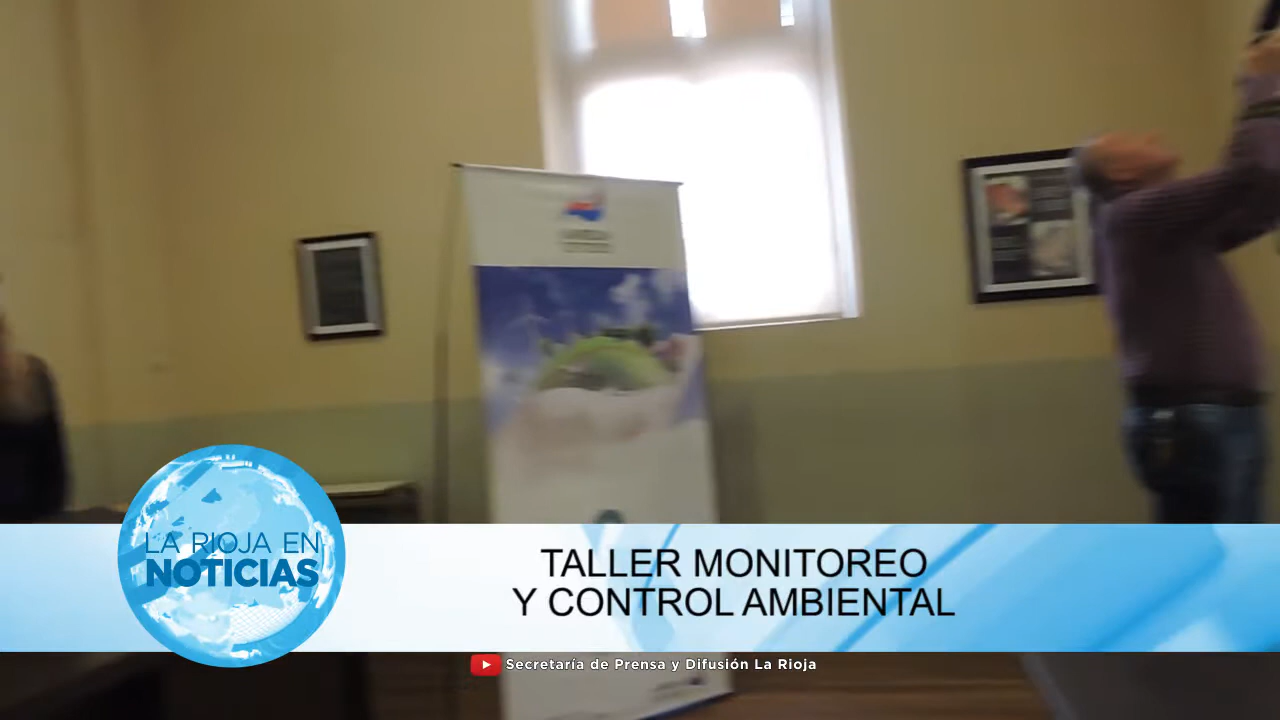 LA RIOJA EN
NOTICIAS
TALLER MONITOREO
Y CONTROL AMBIENTAL
Secretaría de Prensa y Difusión La Rioja